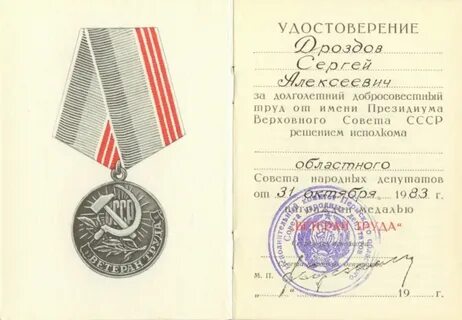 СССР
ВЕТЕРАН ТРУДА
УДОСТОВЕРЕНИЕ
Дроздов
Сергей
Алексеевич
за долголетний добросовестный
труд от имени Президиума
Верховного Совета СССР
решением исполкома
областного
Совета народных депутатов
от 31 октября 1983 г.
награжден медалью
"ВЕТЕРАН ТРУДА"
М. П.
19 г.